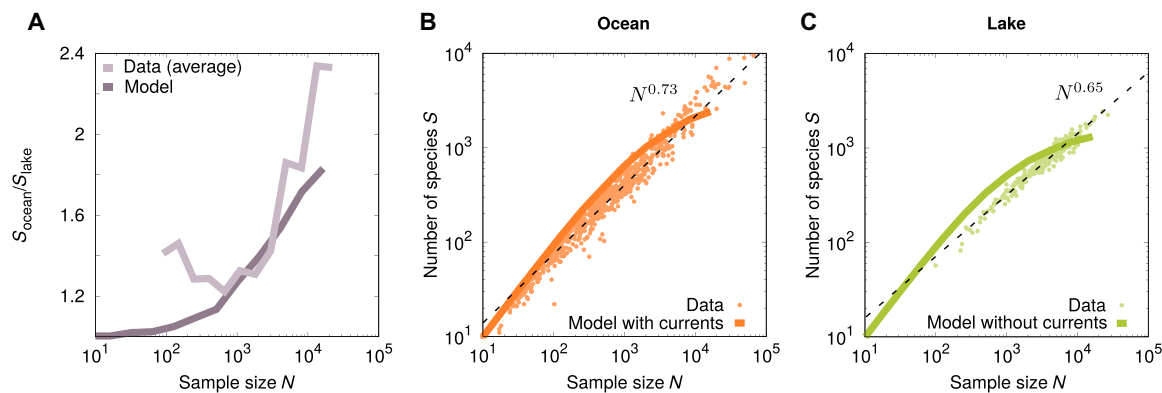 A
2.4
2
1.6
1.2
S_ocean/S_lake
Data (average)
Model
10^1 10^2 10^3 10^4 10^5
Sample size N
B
Ocean
10^4
10^3
10^2
10^1
Number of species S
N^0.73
Data
Model with currents
10^1 10^2 10^3 10^4 10^5
Sample size N
C
Lake
10^4
10^3
10^2
10^1
Number of species S
N^0.65
Data
Model without currents
10^1 10^2 10^3 10^4 10^5
Sample size N